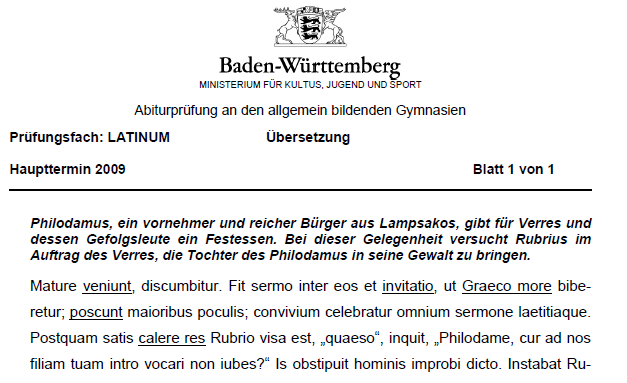 Baden-Württemberg
MINISTERIUM FÜR KULTUS, JUGEND UND SPORT
Abiturprüfung an den allgemein bildenden Gymnasien
Prüfungsfach: LATINUM Übersetzung
Haupttermin 2009 Blatt 1 von 1
Philodamus, ein vornehmer und reicher Bürger aus Lampsakos, gibt für Verres und
dessen Gefolgsleute ein Festessen. Bei dieser Gelegenheit versucht Rubrius im
Auftrag des Verres, die Tochter des Philodamus in seine Gewalt zu bringen.
Mature veniunt, discumbitur. Fit sermo inter eos et invitatio, ut Graeco more bibe-
retur; poscunt maioribus poculis; convivium celebratur omnium sermone laetitiaque.
Postquam satis calere res Rubrio visa est, „quaeso“, inquit, „Philodame, cur ad nos
filiam tuam intro vocari non iubes?“ Is obstipuit hominis improbi dicto. Instabat Ru-